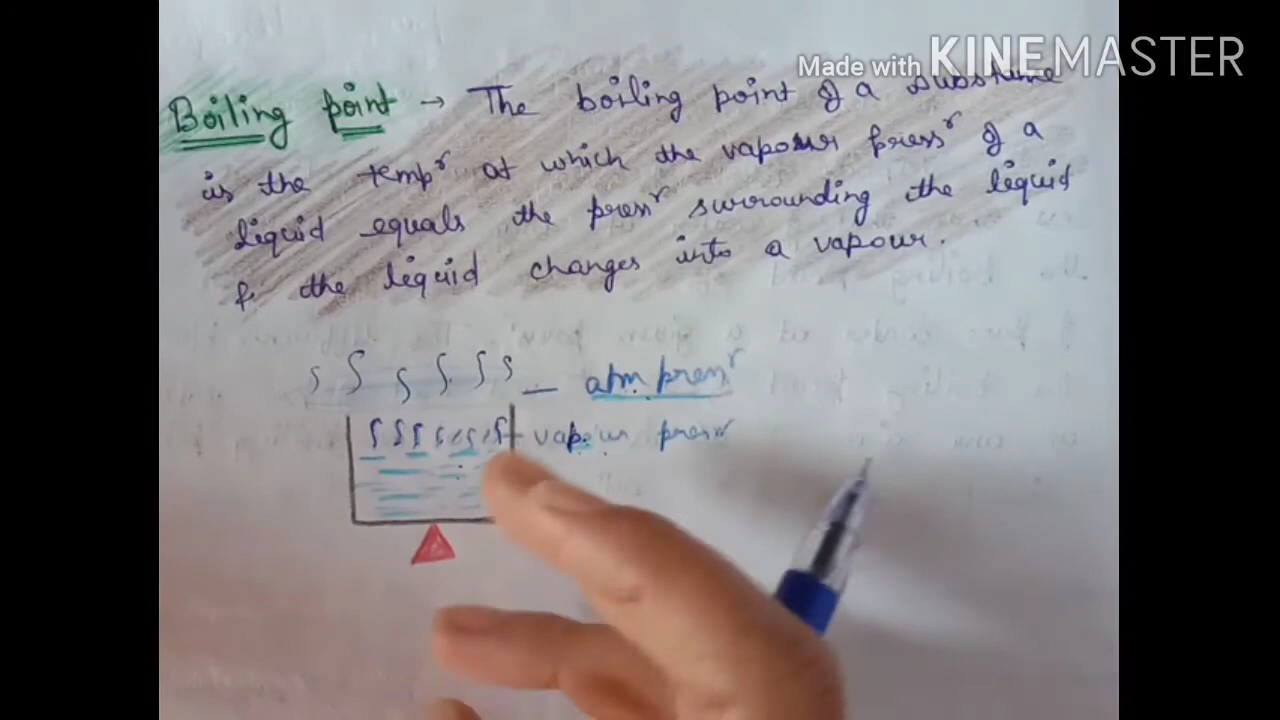 Made with KINEMASTER
Boiling point → The boiling point of a substance
is the tempr at which the vapour pressr of a
liquid equals the pressr surrounding the liquid
& the liquid changes into a vapour.
— atm pressr
vapour pressr